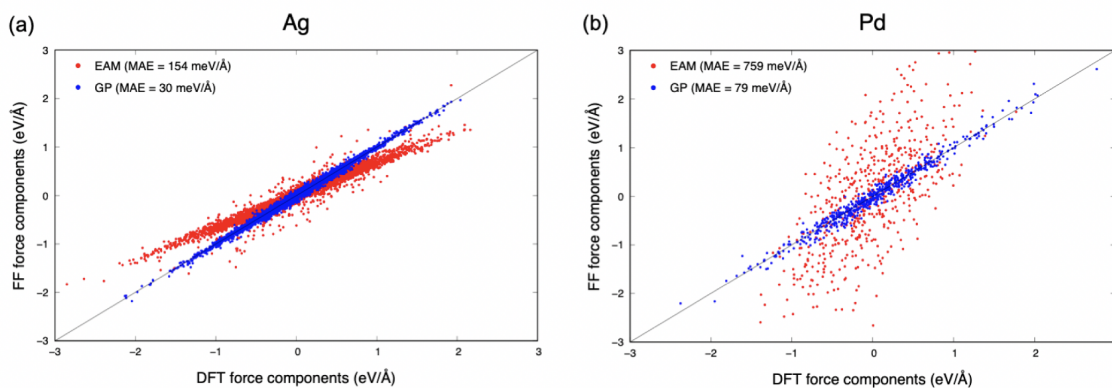 (a)
Ag
3
2
1
0
-1
-2
-3
FF force components (eV/Å)
EAM (MAE = 154 meV/Å)
GP (MAE = 30 meV/Å)
-3 -2 -1 0 1 2 3
DFT force components (eV/Å)
(b)
Pd
3
2
1
0
-1
-2
-3
FF force components (eV/Å)
EAM (MAE = 759 meV/Å)
GP (MAE = 79 meV/Å)
-3 -2 -1 0 1 2
DFT force components (eV/Å)